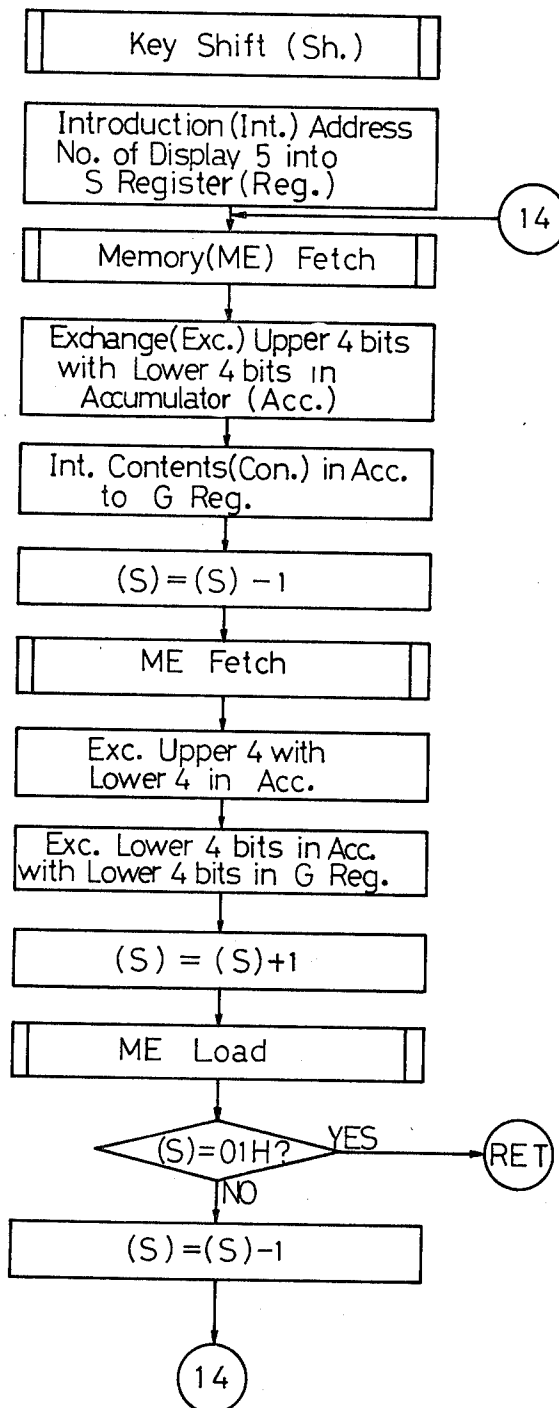 Key Shift (Sh.)
Introduction (Int.) Address
No. of Display 5 into
S Register (Reg.)
14
Memory(ME) Fetch
Exchange(Exc.) Upper 4 bits
with Lower 4 bits in
Accumulator (Acc.)
Int. Contents(Con.) in Acc.
to G Reg.
(S)=(S)-1
ME Fetch
Exc. Upper 4 with
Lower 4 in Acc.
Exc. Lower 4 bits in Acc.
with Lower 4 bits in G Reg.
(S) = (S)+1
ME Load
(S)=01H?
YES
RET
NO
(S)=(S)-1
14